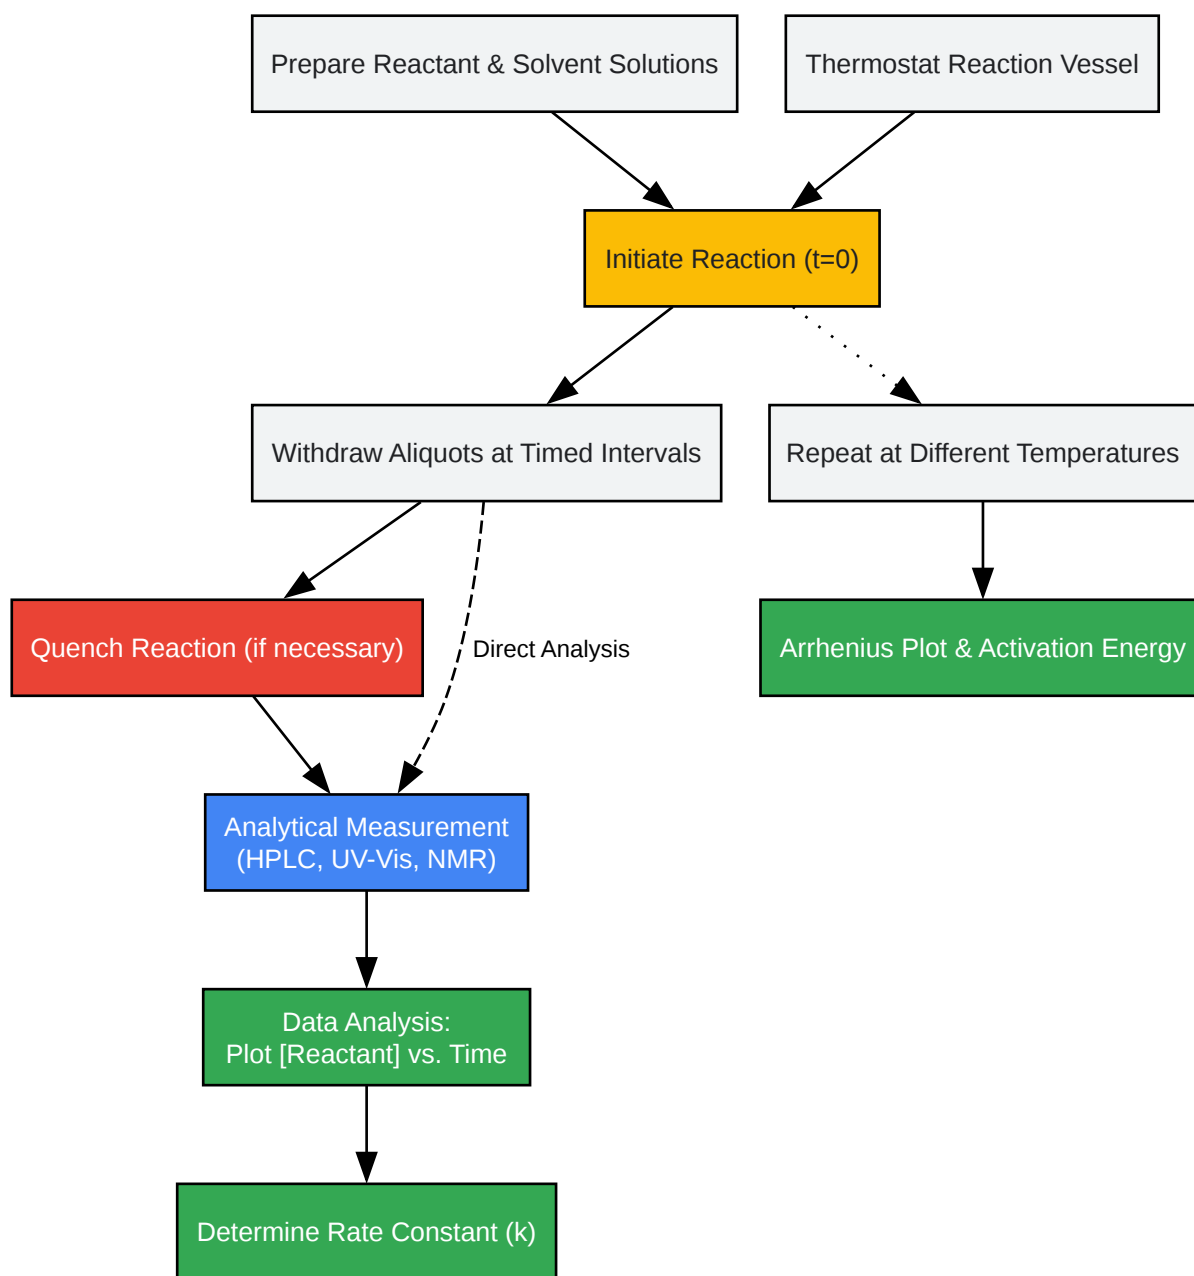 Prepare Reactant & Solvent Solutions
Thermostat Reaction Vessel
Initiate Reaction (t=0)
Withdraw Aliquots at Timed Intervals
Repeat at Different Temperatures
Quench Reaction (if necessary)
Direct Analysis
Arrhenius Plot & Activation Energy
Analytical Measurement
(HPLC, UV-Vis, NMR)
Data Analysis:
Plot [Reactant] vs. Time
Determine Rate Constant (k)